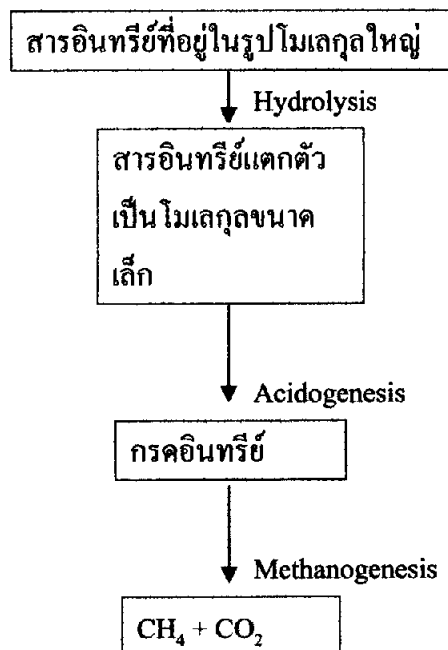 สารอินทรีย์ที่อยู่ในรูปโมเลกุลใหญ่
Hydrolysis
สารอินทรีย์แตกตัว
เป็นโมเลกุลขนาด
เล็ก
Acidogenesis
กรดอินทรีย์
Methanogenesis
CH₄ + CO₂